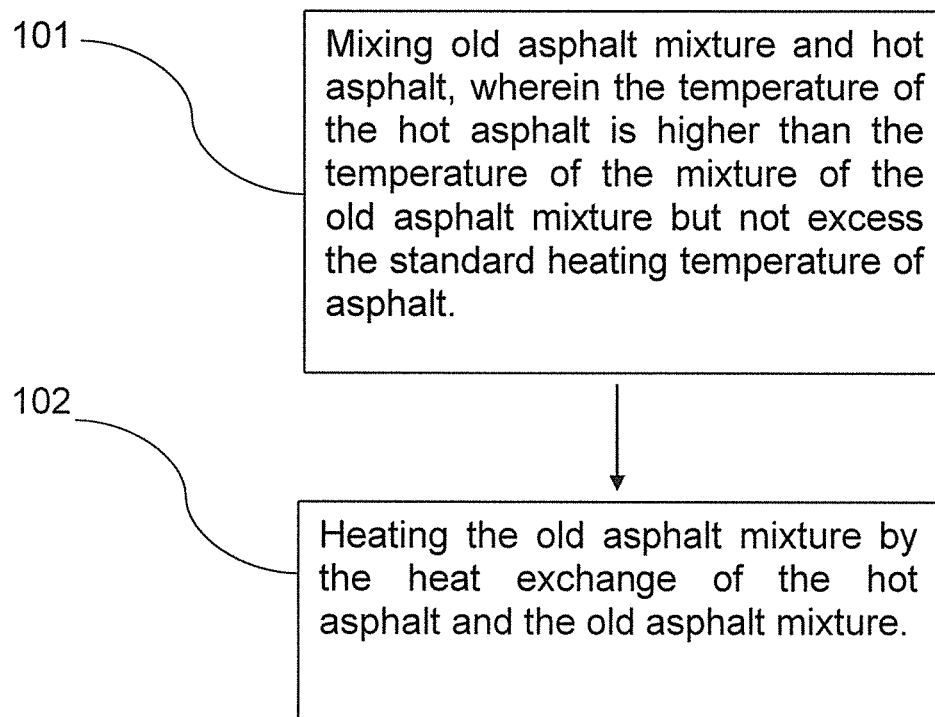 101
Mixing old asphalt mixture and hot
asphalt, wherein the temperature of
the hot asphalt is higher than the
temperature of the mixture of the
old asphalt mixture but not excess
the standard heating temperature of
asphalt.
102
Heating the old asphalt mixture by
the heat exchange of the hot
asphalt and the old asphalt mixture.